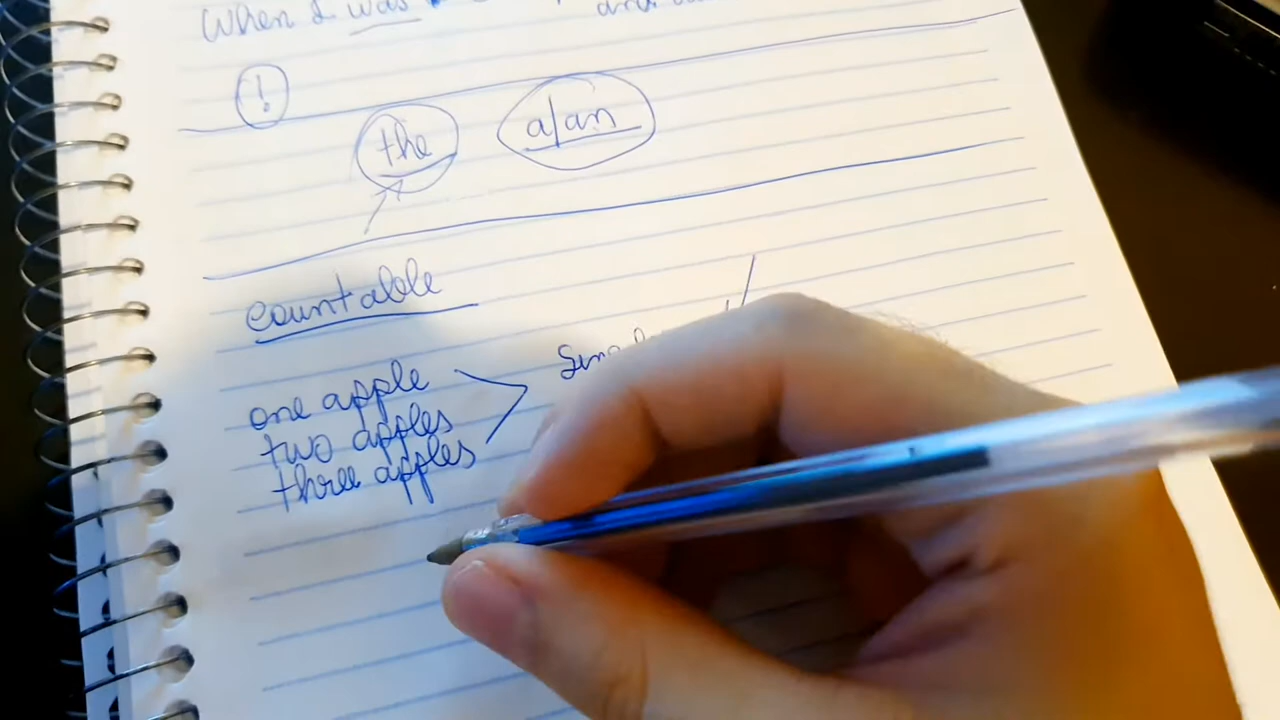 When I was
!
the a/an
countable
one apple
two apples
three apples